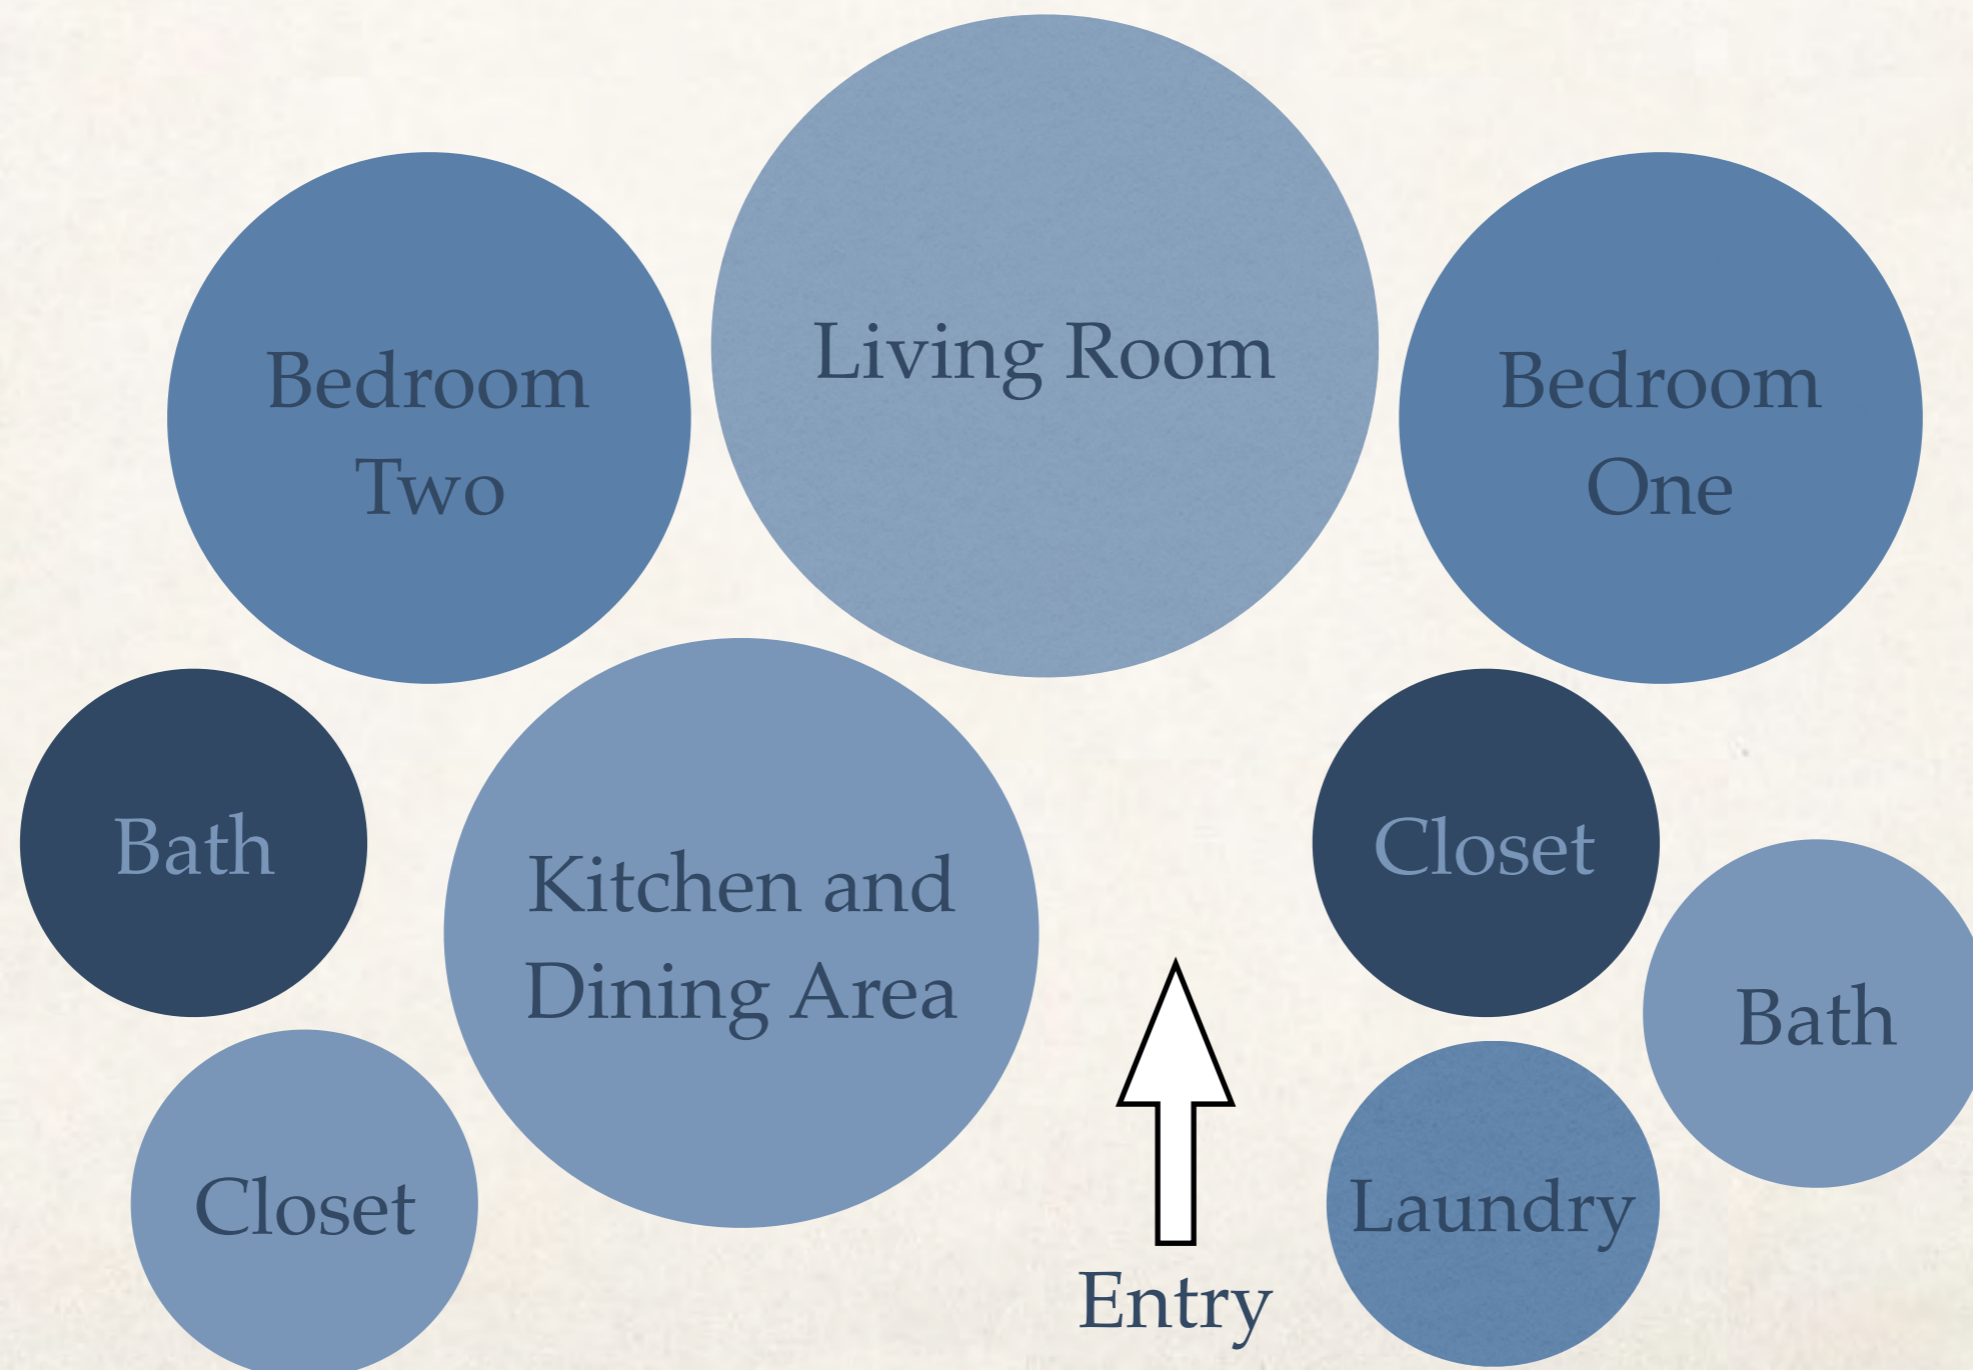 Living Room
Bedroom
Two
Bedroom
One
Bath
Kitchen and
Dining Area
Closet
Bath
Closet
Laundry
Entry